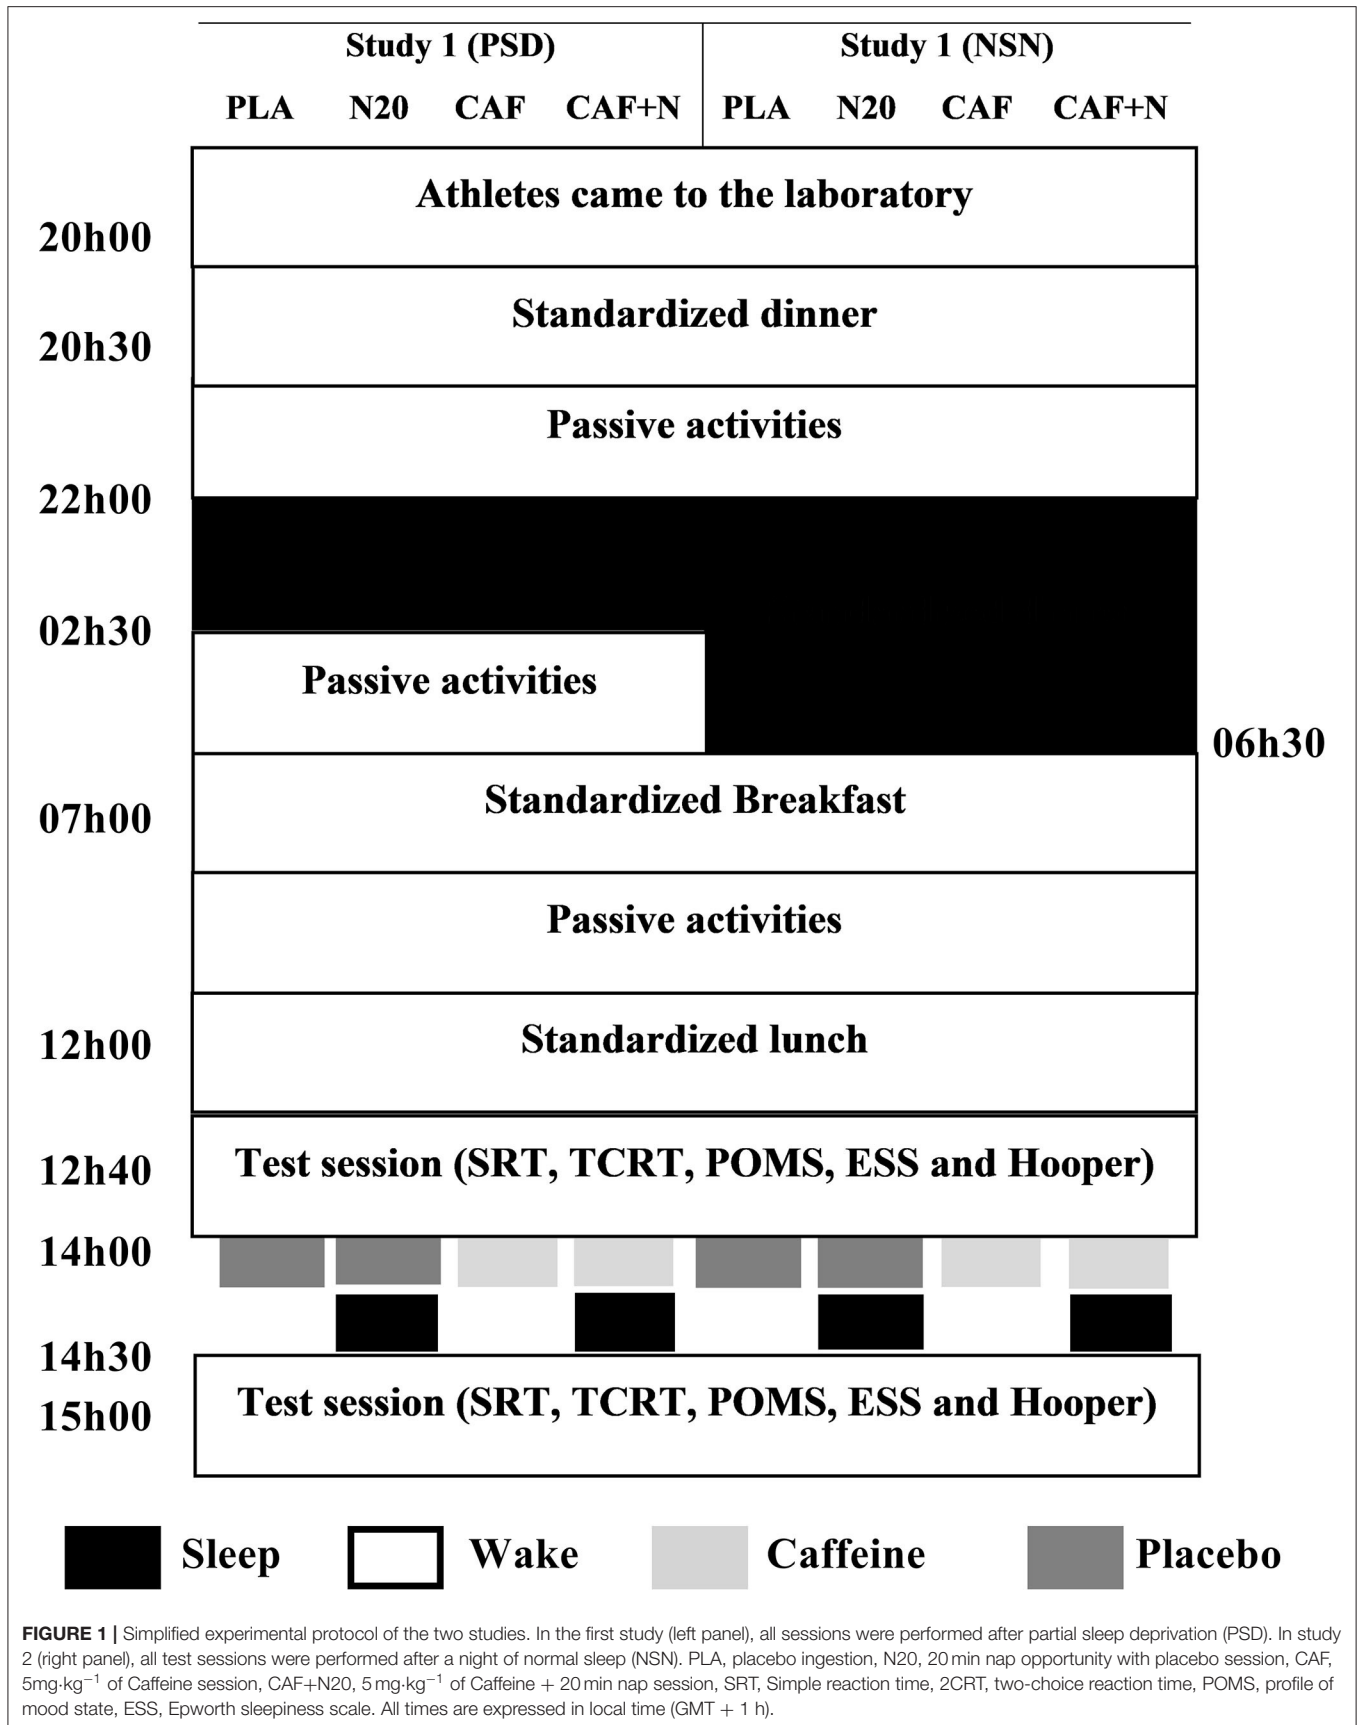 Study 1 (PSD) Study 1 (NSN)
PLA N20 CAF CAF+N PLA N20 CAF CAF+N
Athletes came to the laboratory
20h00
Standardized dinner
20h30
Passive activities
22h00
02h30
Passive activities
06h30
Standardized Breakfast
07h00
Passive activities
Standardized lunch
12h00
Test session (SRT, TCRT, POMS, ESS and Hooper)
12h40
14h00
14h30
Test session (SRT, TCRT, POMS, ESS and Hooper)
15h00
Sleep Wake Caffeine Placebo
FIGURE 1 | Simplified experimental protocol of the two studies. In the first study (left panel), all sessions were performed after partial sleep deprivation (PSD). In study
2 (right panel), all test sessions were performed after a night of normal sleep (NSN). PLA, placebo ingestion, N20, 20 min nap opportunity with placebo session, CAF,
5mg·kg⁻¹ of Caffeine session, CAF+N20, 5 mg·kg⁻¹ of Caffeine + 20 min nap session, SRT, Simple reaction time, 2CRT, two-choice reaction time, POMS, profile of
mood state, ESS, Epworth sleepiness scale. All times are expressed in local time (GMT + 1 h).